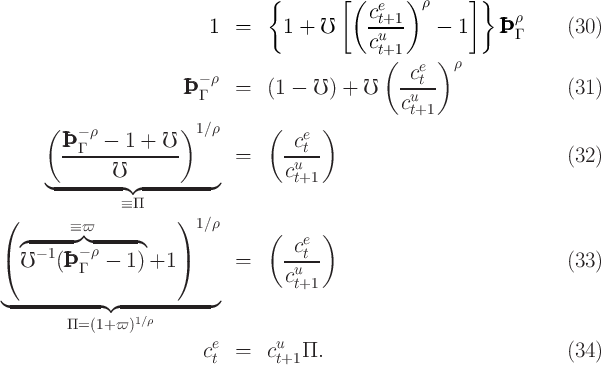 1 = { 1 + ℧ [ ( c^e_{t+1} / c^u_{t+1} )^ρ − 1 ] } Þ^ρ_Γ (30)
Þ^{−ρ}_Γ = (1 − ℧) + ℧ ( c^e_t / c^u_{t+1} )^ρ (31)
( ( Þ^{−ρ}_Γ − 1 + ℧ ) / ℧ )^{1/ρ} = ( c^e_t / c^u_{t+1} ) (32)
≡Π
≡ϖ
( ℧^{−1}(Þ^{−ρ}_Γ − 1) +1 )^{1/ρ} = ( c^e_t / c^u_{t+1} ) (33)
Π=(1+ϖ)^{1/ρ}
c^e_t = c^u_{t+1} Π. (34)